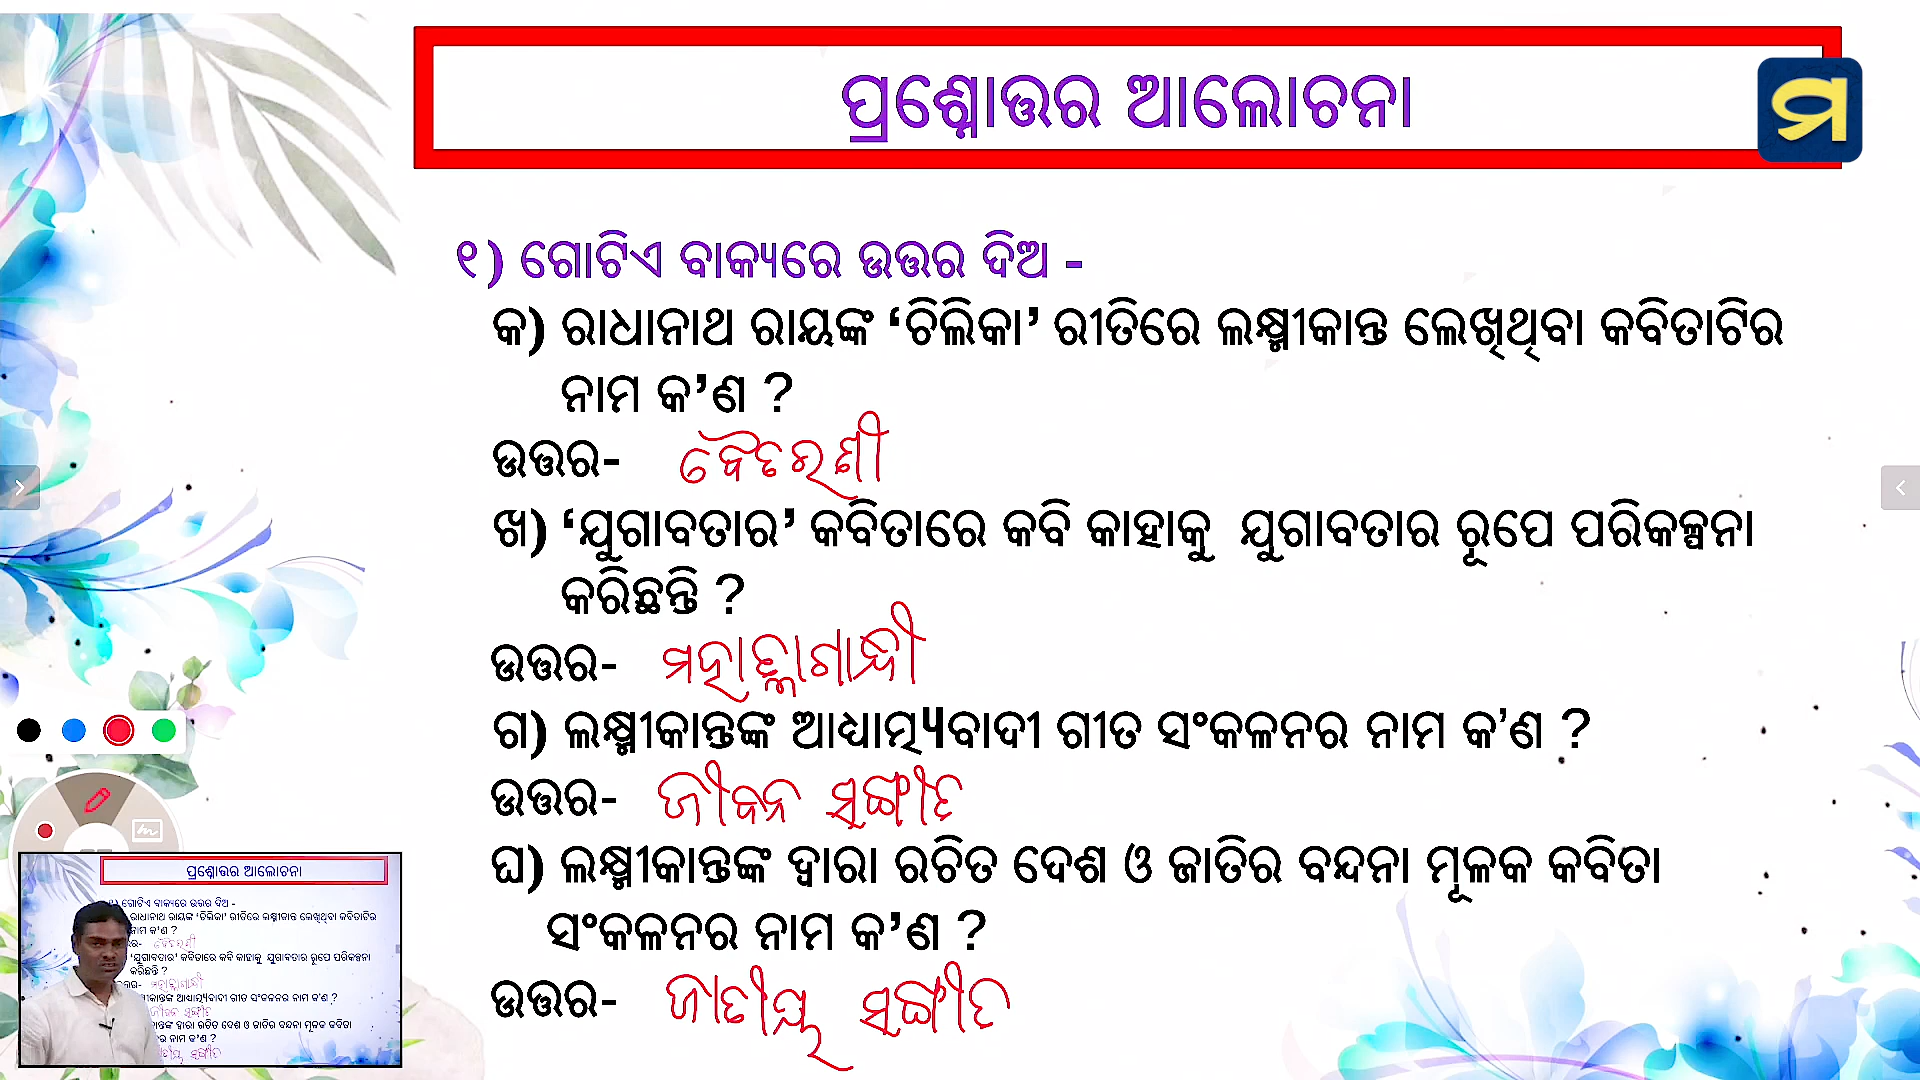 ପ୍ରଶ୍ନୋତ୍ତର ଆଲୋଚନା
ମ
୧) ଗୋଟିଏ ବାକ୍ୟରେ ଉତ୍ତର ଦିଅ -
କ) ରାଧାନାଥ ରାୟଙ୍କ ‘ଚିଲିକା’ ରୀତିରେ ଲକ୍ଷ୍ମୀକାନ୍ତ ଲେଖିଥିବା କବିତାଟିର
ନାମ କ’ଣ ?
ଉତ୍ତର- ବୈତରଣୀ
ଖ) ‘ଯୁଗାବତାର’ କବିତାରେ କବି କାହାକୁ ଯୁଗାବତାର ରୂପେ ପରିକଳ୍ପନା
କରିଛନ୍ତି ?
ଉତ୍ତର- ମହାତ୍ମାଗାନ୍ଧୀ
ଗ) ଲକ୍ଷ୍ମୀକାନ୍ତଙ୍କ ଆଧ୍ୟାତ୍ମ୍ୟବାଦୀ ଗୀତ ସଂକଳନର ନାମ କ’ଣ ?
ଉତ୍ତର- ଜୀବନ ସଙ୍ଗୀତ
ଘ) ଲକ୍ଷ୍ମୀକାନ୍ତଙ୍କ ଦ୍ୱାରା ରଚିତ ଦେଶ ଓ ଜାତିର ବନ୍ଦନା ମୂଳକ କବିତା
ସଂକଳନର ନାମ କ’ଣ ?
ଉତ୍ତର- ଜାତୀୟ ସଙ୍ଗୀତ